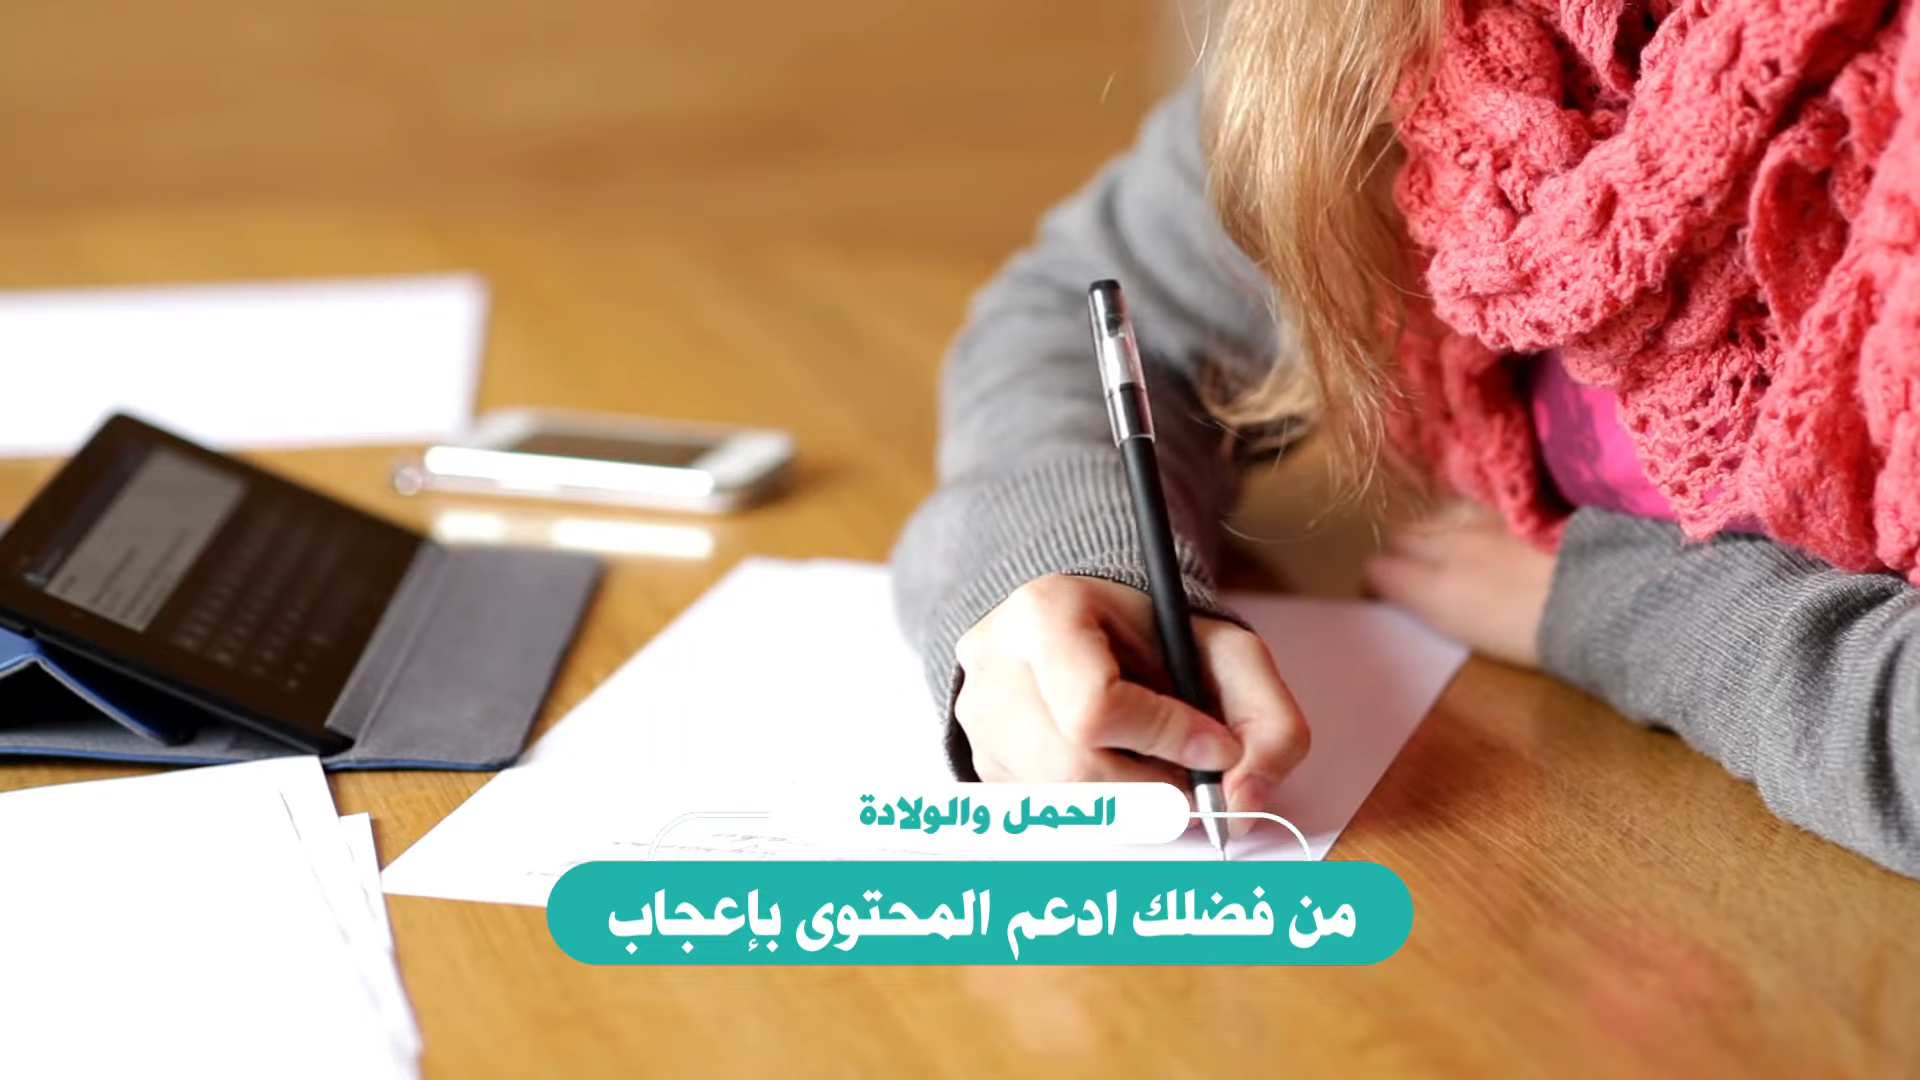 الحمل والولادة
من فضلك ادعم المحتوى بإعجاب